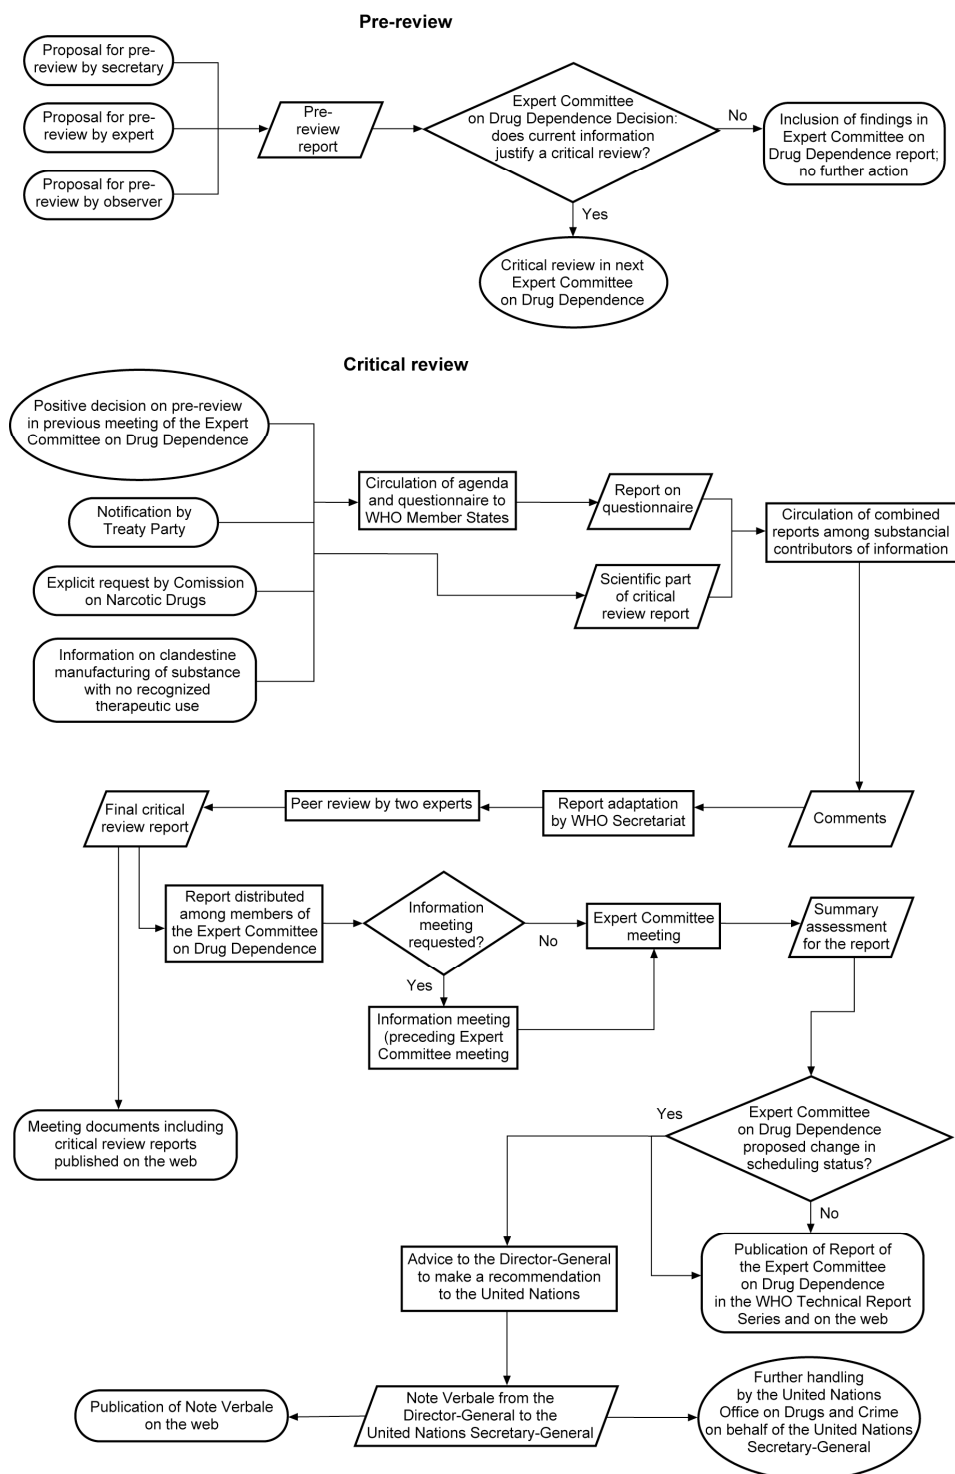 Pre-review
Proposal for pre-
review by secretary
Proposal for pre-
review by expert
Proposal for pre-
review by observer
Pre-
review
report
Expert Committee
on Drug Dependence Decision:
does current information
justify a critical review?
No
Inclusion of findings in
Expert Committee on
Drug Dependence report;
no further action
Yes
Critical review in next
Expert Committee
on Drug Dependence
Critical review
Positive decision on pre-review
in previous meeting of the Expert
Committee on Drug Dependence
Notification by
Treaty Party
Explicit request by Comission
on Narcotic Drugs
Information on clandestine
manufacturing of substance
with no recognized
therapeutic use
Circulation of agenda
and questionnaire to
WHO Member States
Report on
questionnaire
Scientific part
of critical
review report
Circulation of combined
reports among substancial
contributors of information
Comments
Report adaptation
by WHO Secretariat
Peer review by two experts
Final critical
review report
Report distributed
among members of
the Expert Committee
on Drug Dependence
Information
meeting
requested?
No
Yes
Information meeting
(preceding Expert
Committee meeting
Expert Committee
meeting
Summary
assessment
for the report
Meeting documents including
critical review reports
published on the web
Expert Committee
on Drug Dependence
proposed change in
scheduling status?
Yes
No
Advice to the Director-General
to make a recommendation
to the United Nations
Publication of Report of
the Expert Committee
on Drug Dependence
in the WHO Technical Report
Series and on the web
Publication of Note Verbale
on the web
Note Verbale from the
Director-General to the
United Nations Secretary-General
Further handling
by the United Nations
Office on Drugs and Crime
on behalf of the United Nations
Secretary-General